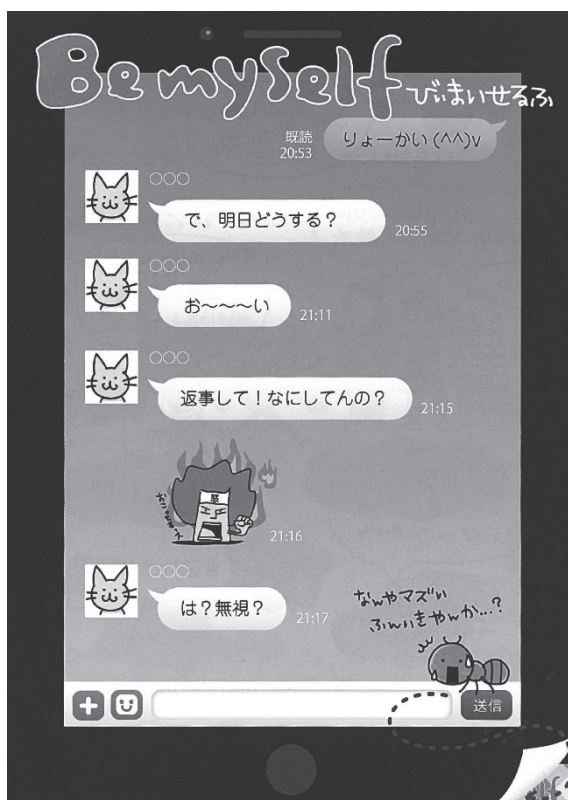 Be myself びぃまいせるふ
既読
20:53
りょーかい(^^)v
○○○
で、明日どうする？
20:55
○○○
お〜〜〜い
21:11
○○○
返事して！なにしてんの？
21:15
怒
21:16
○○○
は？無視？
21:17
なんやマズい
ふんいきやんか...？
送信